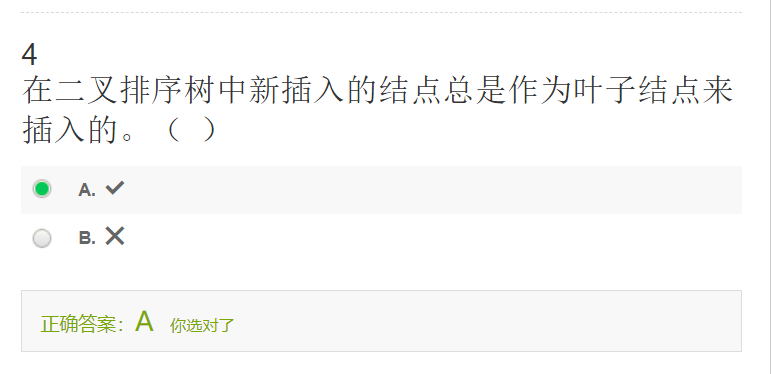 4
在二叉排序树中新插入的结点总是作为叶子结点来
插入的。（ ）
A. ✓
B. ✕
正确答案：A 你选对了